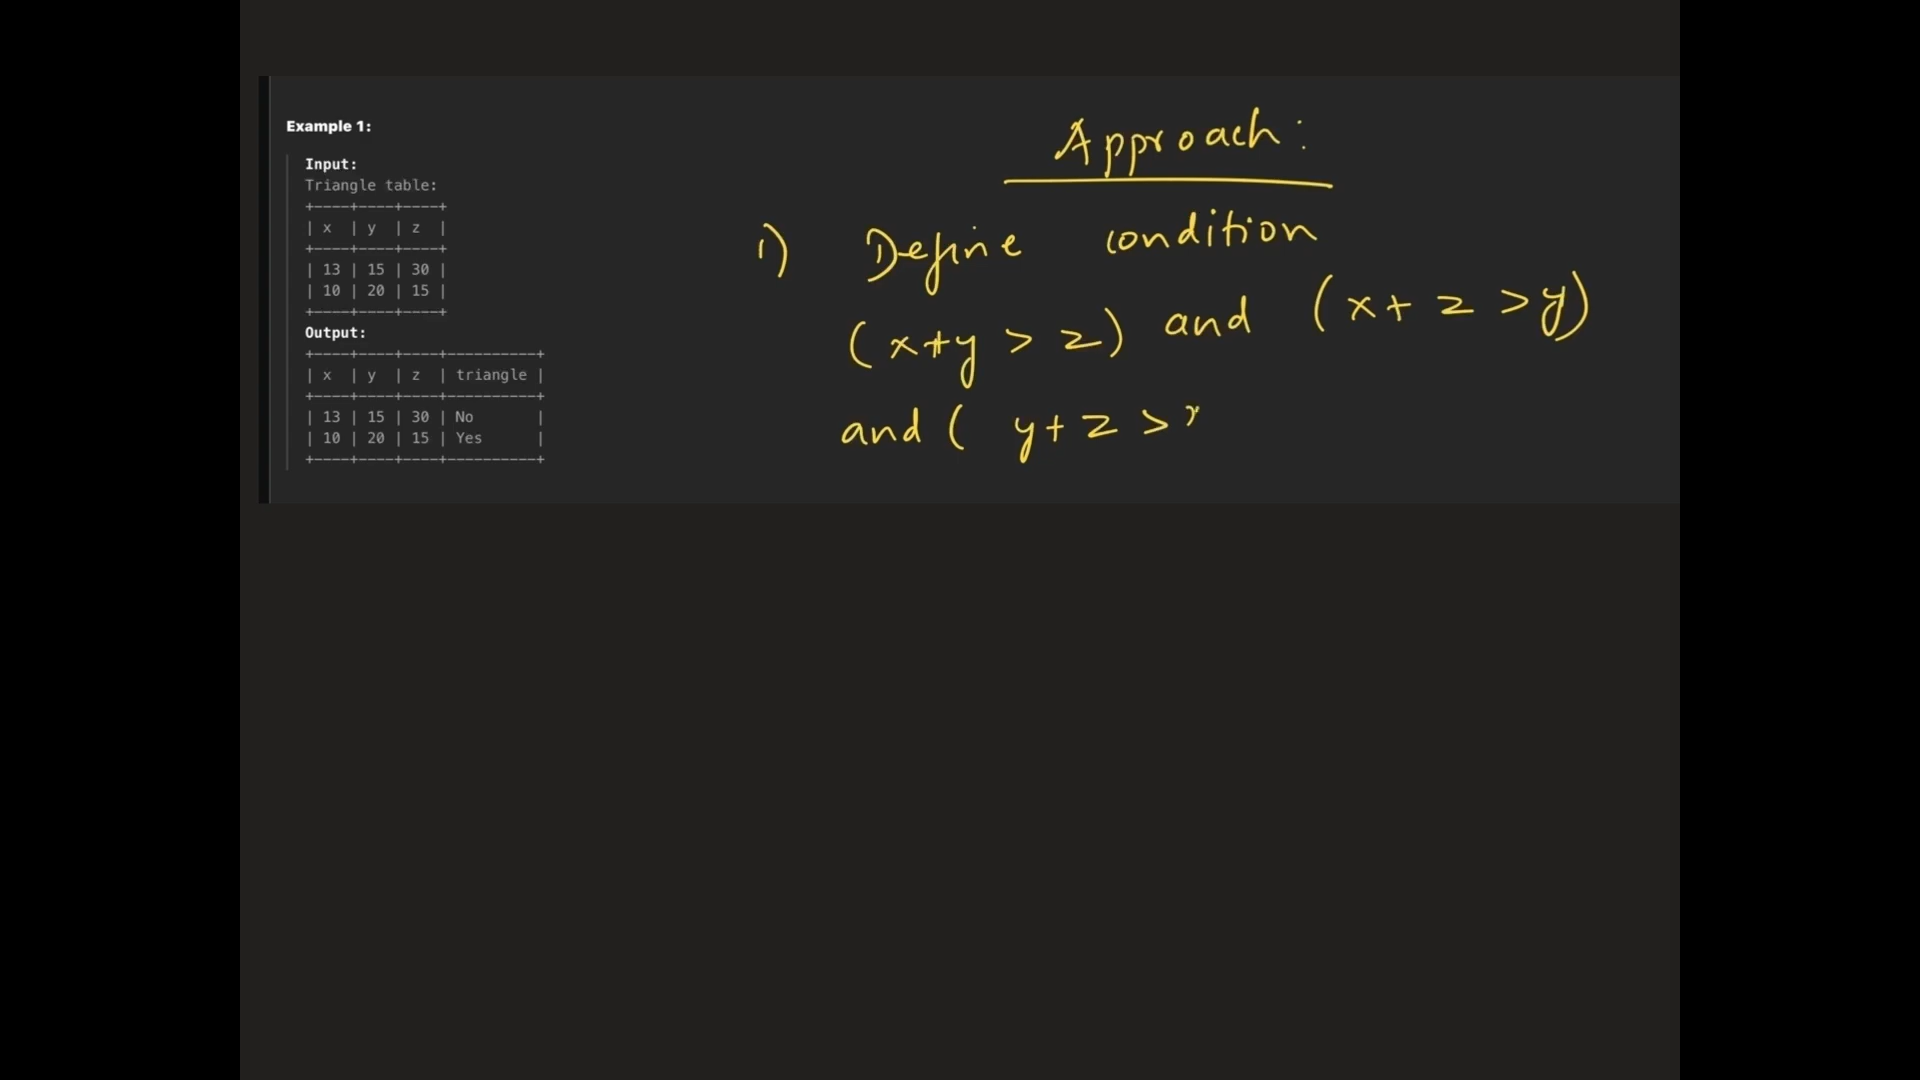 Example 1:
Input:
Triangle table:
+----+----+----+
| x  | y  | z  |
+----+----+----+
| 13 | 15 | 30 |
| 10 | 20 | 15 |
+----+----+----+
Output:
+----+----+----+----------+
| x  | y  | z  | triangle |
+----+----+----+----------+
| 13 | 15 | 30 | No       |
| 10 | 20 | 15 | Yes      |
+----+----+----+----------+
Approach:
1) Define condition
(x+y > z) and (x+ z >y)
and ( y+ z >